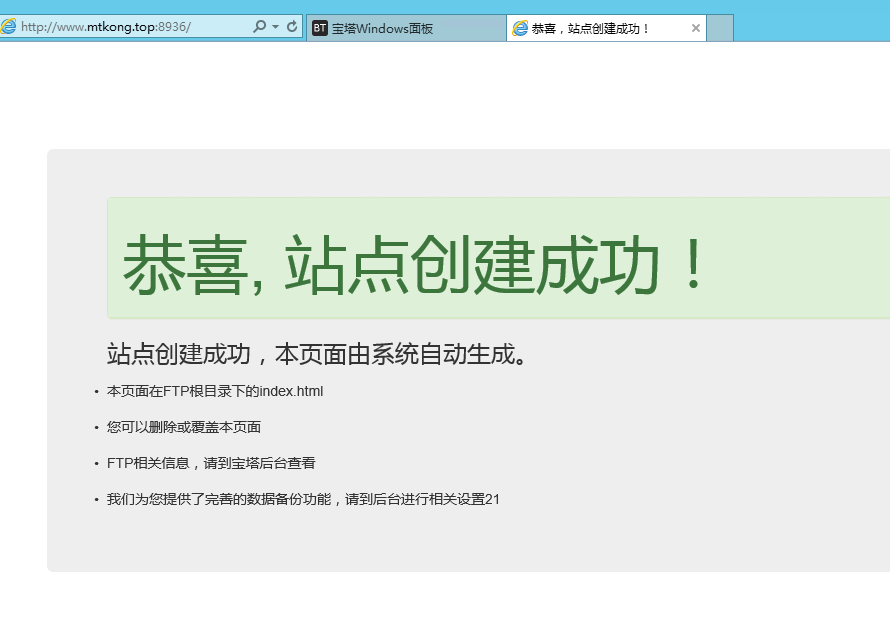 http://www.mtkong.top:8936/
BT 宝塔Windows面板
恭喜，站点创建成功！
恭喜, 站点创建成功！
站点创建成功，本页面由系统自动生成。
本页面在FTP根目录下的index.html
您可以删除或覆盖本页面
FTP相关信息，请到宝塔后台查看
我们为您提供了完善的数据备份功能，请到后台进行相关设置21